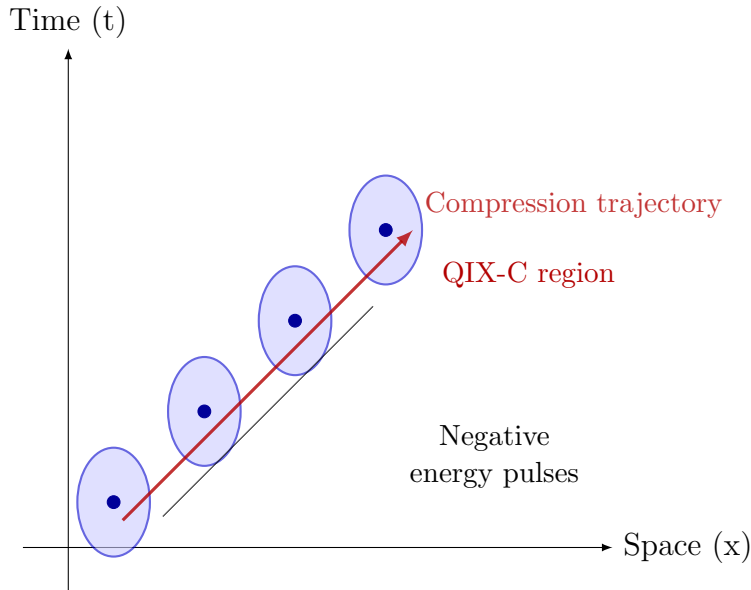 Time (t)
Compression trajectory
QIX-C region
Negative
energy pulses
Space (x)